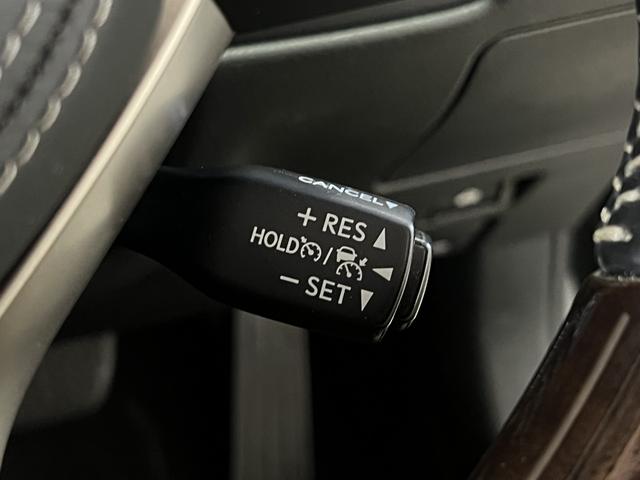 CANCEL▼
+ RES ▲
HOLD / ◀
− SET ▼